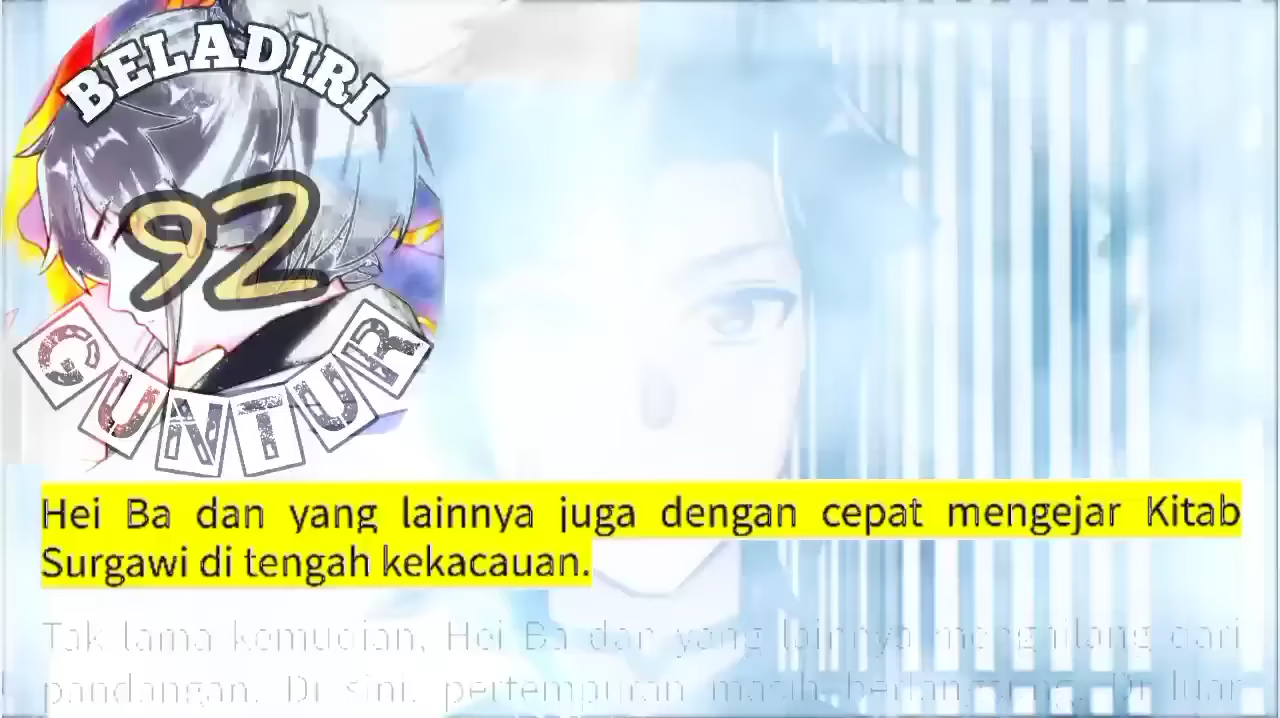 BELADIRI
92
GUNTUR
Hei Ba dan yang lainnya juga dengan cepat mengejar Kitab
Surgawi di tengah kekacauan.
Tak lama kemudian, Hei Ba dan yang lainnya menghilang dari
pandangan. Di sini, pertempuran masih berlangsung. Di luar